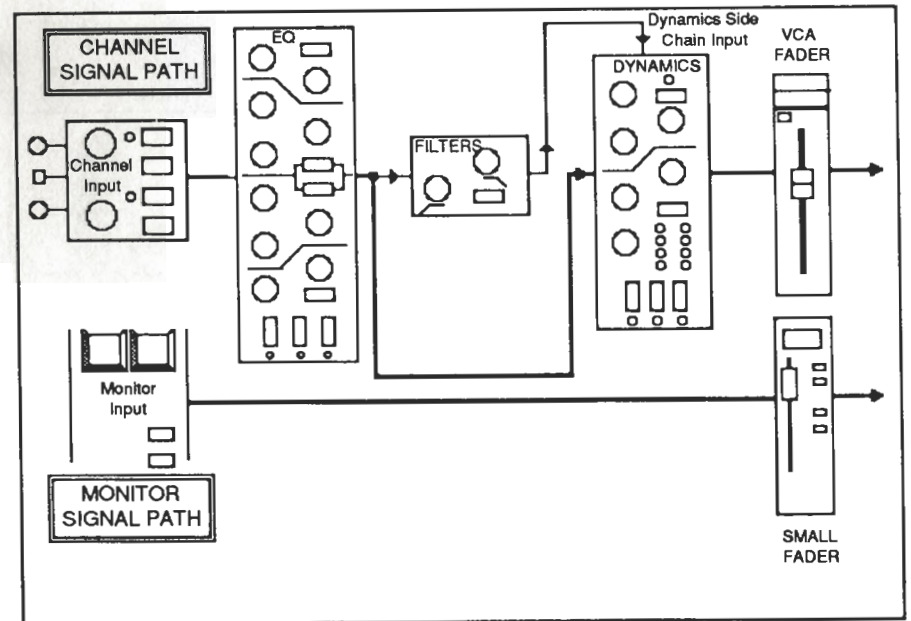 CHANNEL
SIGNAL PATH
EQ
Dynamics Side
Chain Input
VCA
FADER
DYNAMICS
FILTERS
Channel
Input
Monitor
Input
MONITOR
SIGNAL PATH
SMALL
FADER